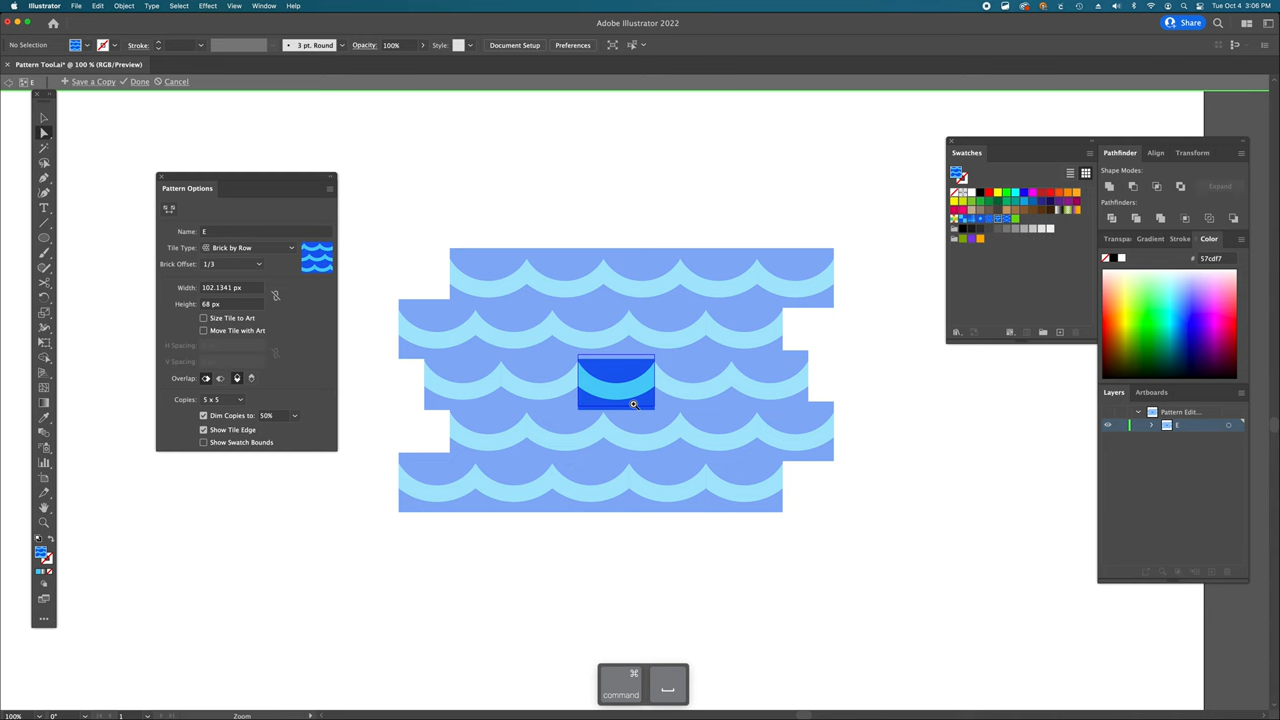 Illustrator File Edit Object Type Select Effect View Window Help
Tue Oct 4 3:06 PM
Adobe Illustrator 2022
Share
No Selection
Stroke:
3 pt. Round
Opacity: 100%
Style:
Document Setup
Preferences
Pattern Tool.ai* @ 100 % (RGB/Preview)
E
Save a Copy
Done
Cancel
Pattern Options
Name: E
Tile Type: Brick by Row
Brick Offset: 1/3
Width: 102.1341 px
Height: 68 px
Size Tile to Art
Move Tile with Art
H Spacing:
V Spacing:
Overlap:
Copies: 5 x 5
Dim Copies to: 50%
Show Tile Edge
Show Swatch Bounds
Swatches
Pathfinder Align Transform
Shape Modes:
Expand
Pathfinders:
Transpa Gradient Stroke Color
# 57cdf7
Layers Artboards
Pattern Edit...
E
command
100% 0° 1 Zoom